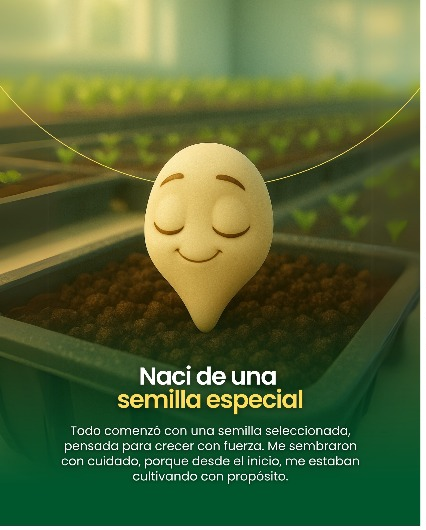 Naci de una
semilla especial
Todo comenzó con una semilla seleccionada,
pensada para crecer con fuerza. Me sembraron
con cuidado, porque desde el inicio, me estaban
cultivando con propósito.